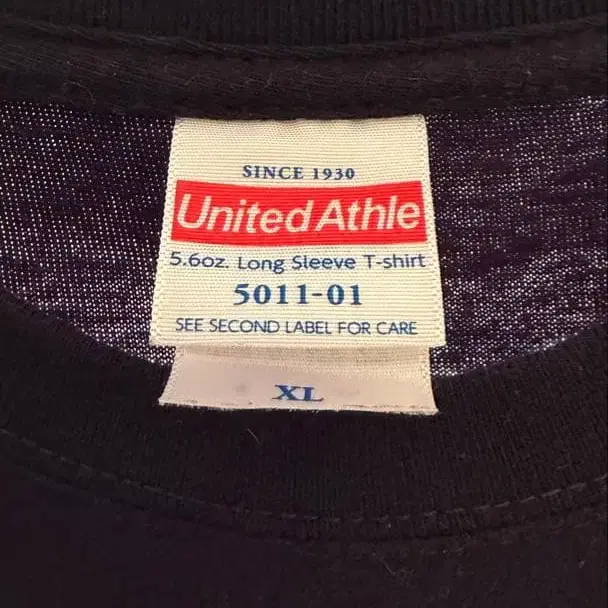 SINCE 1930
United Athle
5.6oz. Long Sleeve T-shirt
5011-01
SEE SECOND LABEL FOR CARE
XL